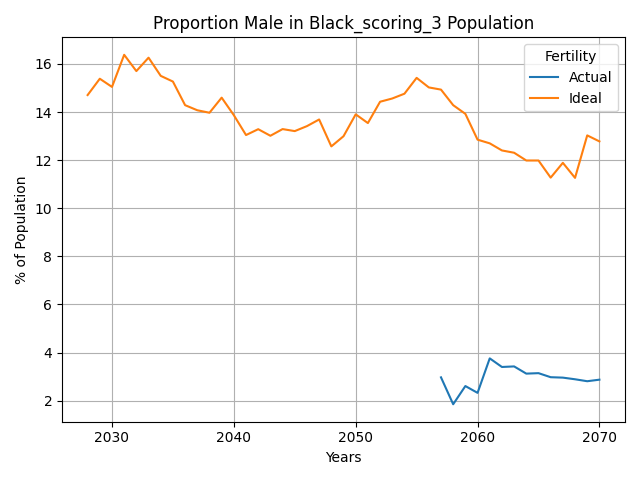 Proportion Male in Black_scoring_3 Population
Fertility
Actual
Ideal
% of Population
16
14
12
10
8
6
4
2
2030 2040 2050 2060 2070
Years